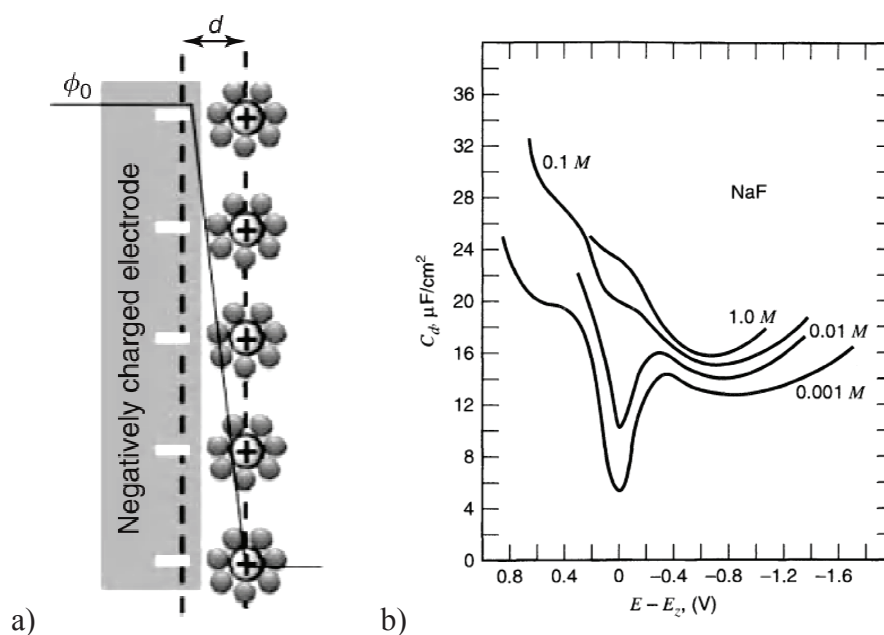 d
ϕ0
Negatively charged electrode
+
+
+
+
+
a)
36
32
28
24
20
16
12
8
4
0
Cd, μF/cm²
0.1 M
NaF
1.0 M
0.01 M
0.001 M
0.8
0.4
0
−0.4
−0.8
−1.2
−1.6
E – Ez, (V)
b)